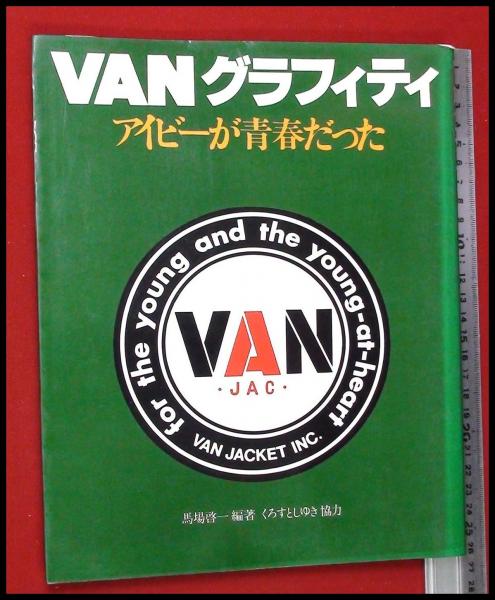 VANグラフィティ
アイビーが青春だった
for the young and the young-at-heart
VAN
・JAC・
VAN JACKET INC.
馬場啓一 編著 くろすとしゆき 協力